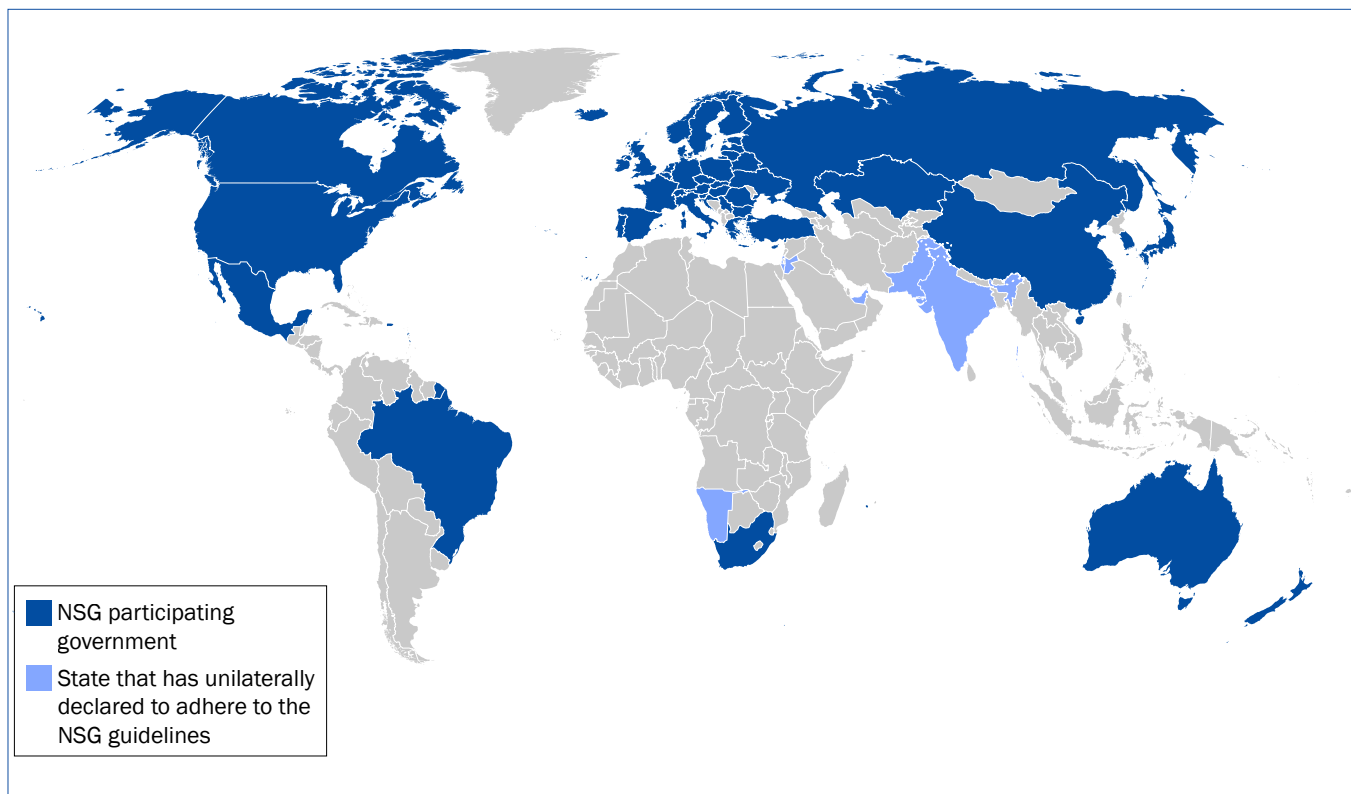 NSG participating
government
State that has unilaterally
declared to adhere to the
NSG guidelines